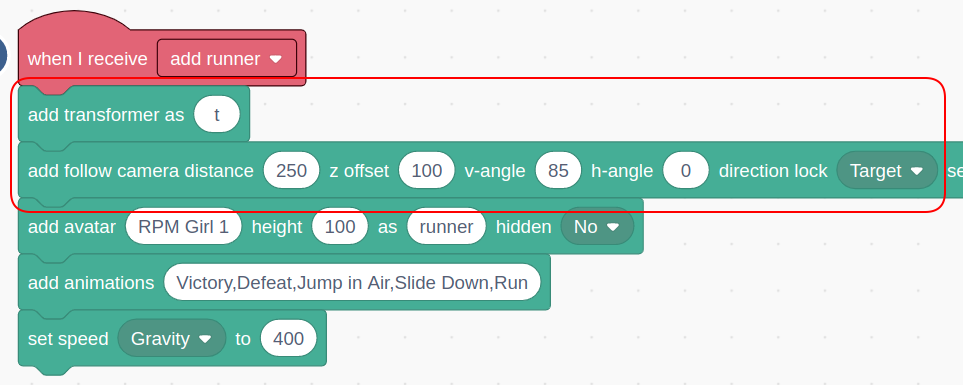 when I receive add runner
add transformer as t
add follow camera distance 250 z offset 100 v-angle 85 h-angle 0 direction lock Target se
add avatar RPM Girl 1 height 100 as runner hidden No
add animations Victory,Defeat,Jump in Air,Slide Down,Run
set speed Gravity to 400